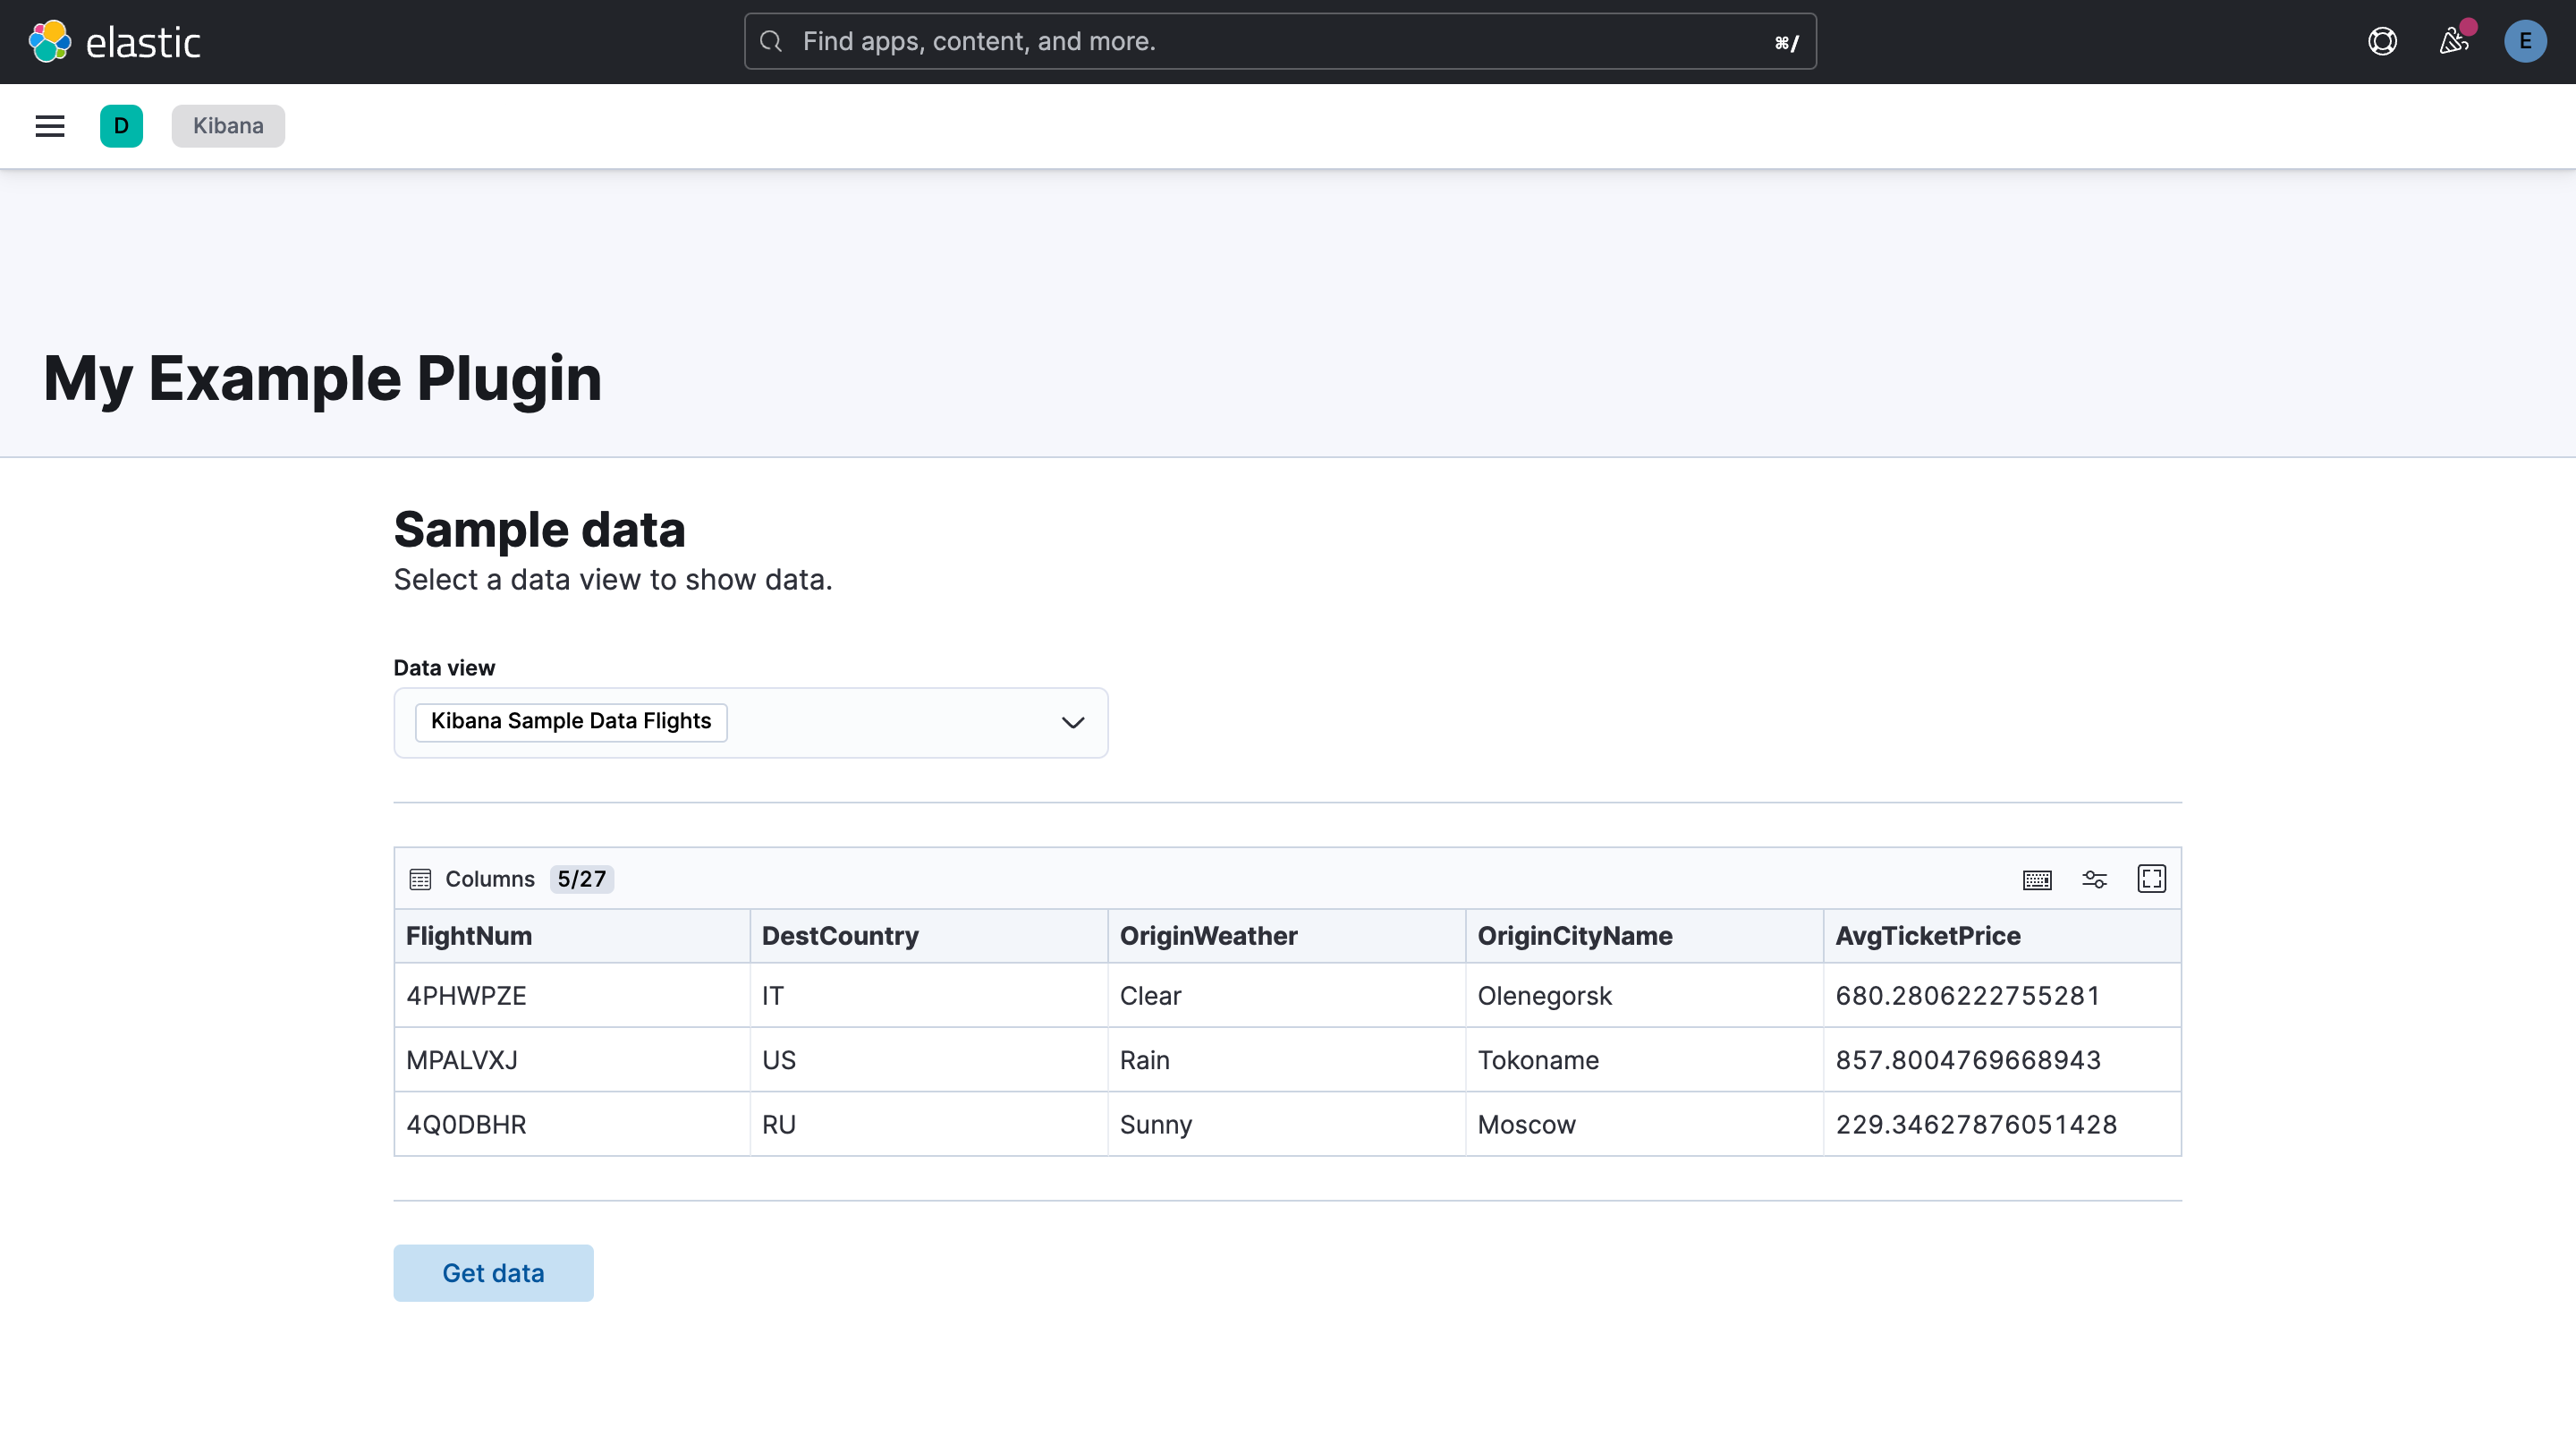 elastic
Find apps, content, and more.
⌘/
E
D
Kibana
My Example Plugin
Sample data
Select a data view to show data.
Data view
Kibana Sample Data Flights
Columns 5/27
FlightNum DestCountry OriginWeather OriginCityName AvgTicketPrice
4PHWPZE IT Clear Olenegorsk 680.2806222755281
MPALVXJ US Rain Tokoname 857.8004769668943
4Q0DBHR RU Sunny Moscow 229.34627876051428
Get data